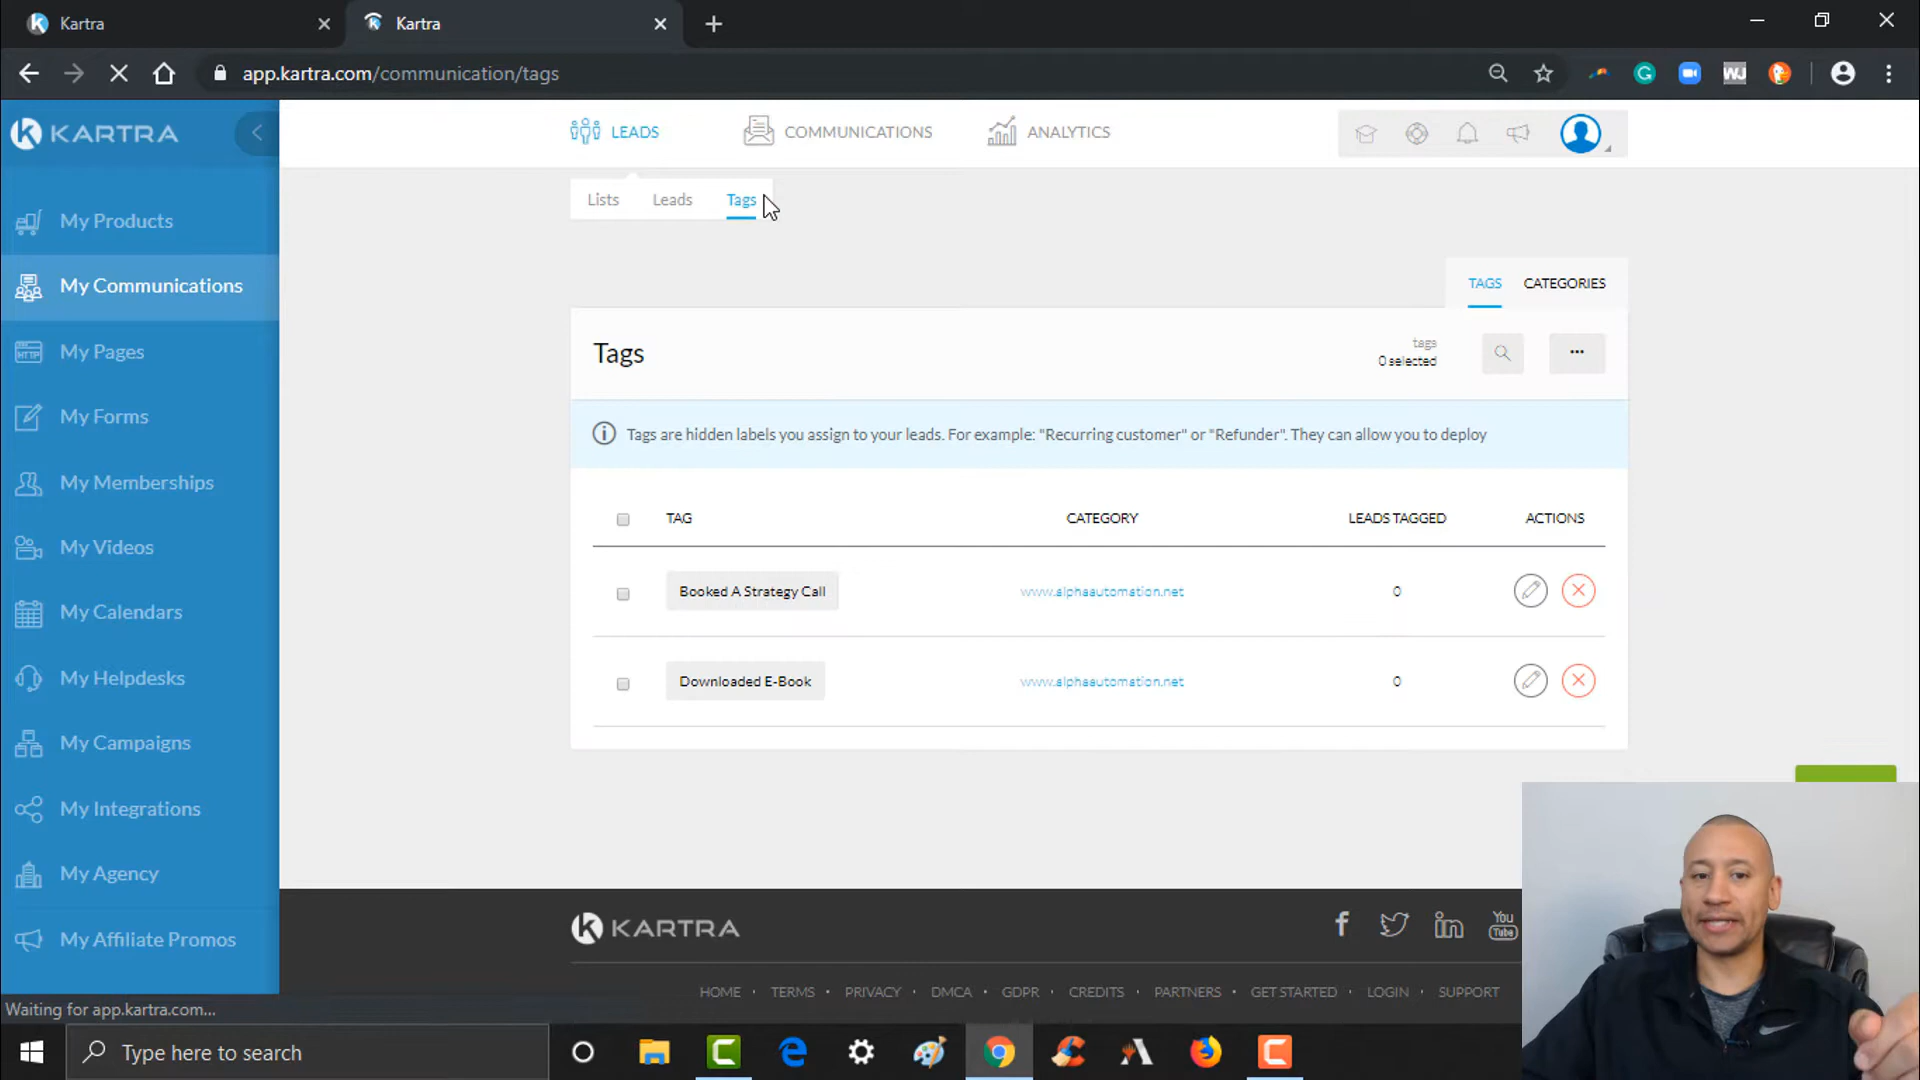 Kartra
Kartra
app.kartra.com/communication/tags
KARTRA
LEADS
COMMUNICATIONS
ANALYTICS
My Products
My Communications
My Pages
My Forms
My Memberships
My Videos
My Calendars
My Helpdesks
My Campaigns
My Integrations
My Agency
My Affiliate Promos
Lists Leads Tags
TAGS CATEGORIES
Tags
tags
0 selected
Tags are hidden labels you assign to your leads. For example: "Recurring customer" or "Refunder". They can allow you to deploy
TAG CATEGORY LEADS TAGGED ACTIONS
Booked A Strategy Call www.alphaautomation.net 0
Downloaded E-Book www.alphaautomation.net 0
KARTRA
You
Tube
HOME · TERMS · PRIVACY · DMCA · GDPR · CREDITS · PARTNERS · GET STARTED · LOGIN · SUPPORT
Waiting for app.kartra.com...
Type here to search